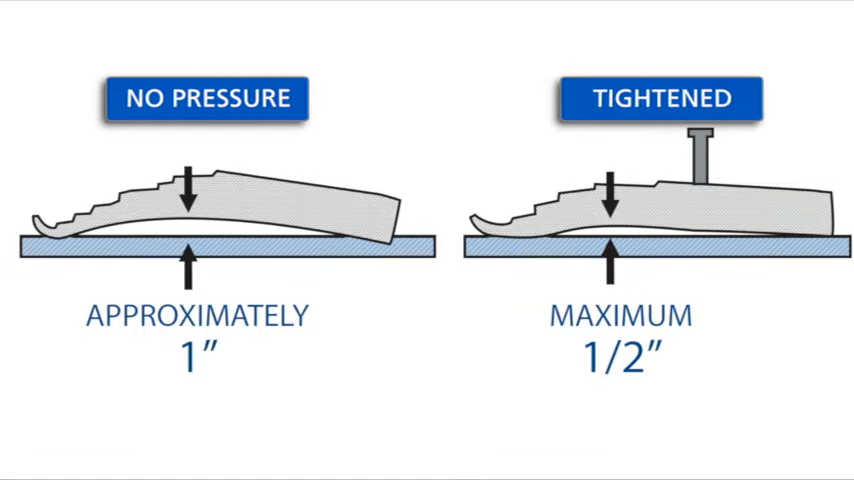 NO PRESSURE
TIGHTENED
APPROXIMATELY
1”
MAXIMUM
1/2”